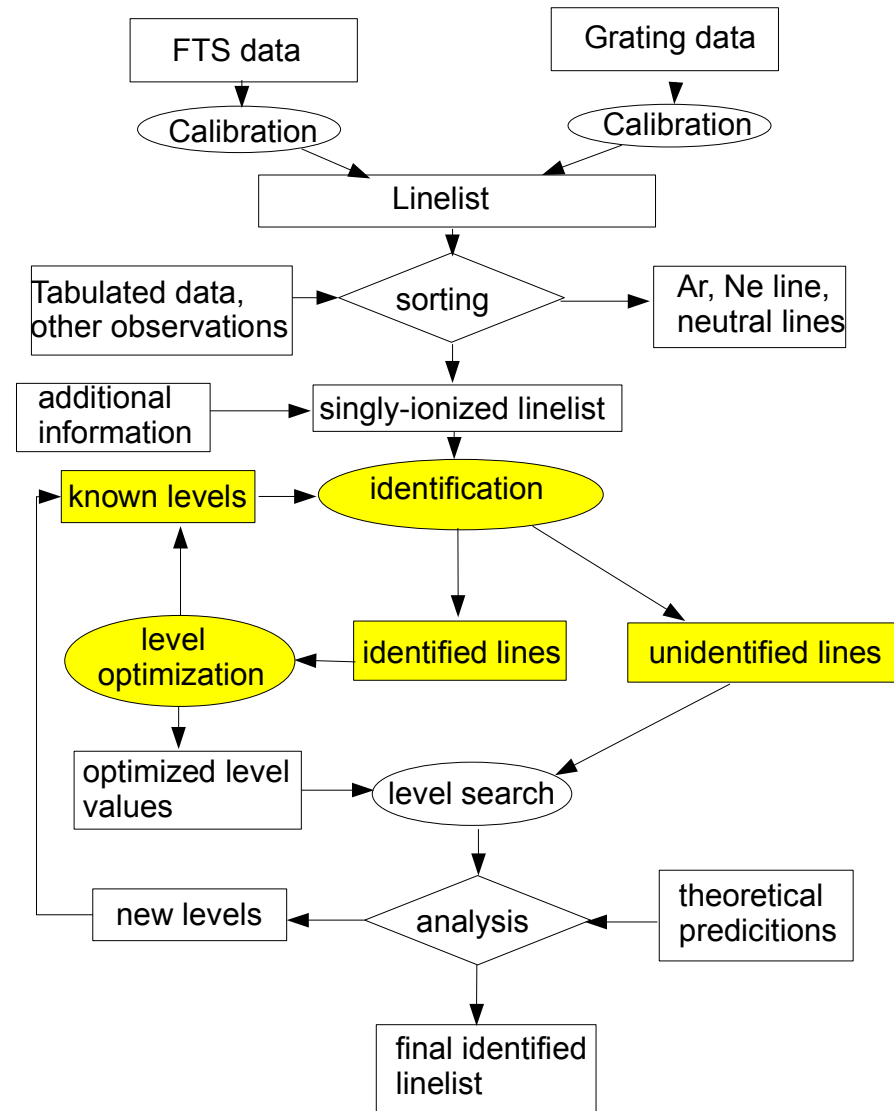 FTS data
Grating data
Calibration
Calibration
Linelist
Tabulated data,
other observations
sorting
Ar, Ne line,
neutral lines
additional
information
singly-ionized linelist
known levels
identification
level
optimization
identified lines
unidentified lines
optimized level
values
level search
new levels
analysis
theoretical
predicitions
final identified
linelist